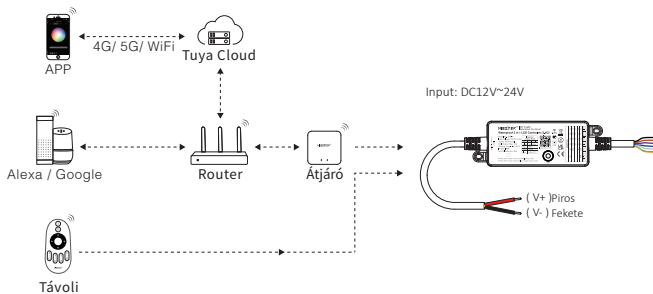 4G/ 5G/ WiFi
APP
Tuya Cloud
Input: DC12V~24V
Alexa / Google
Router
Átjáró
( V+ )Piros
( V- ) Fekete
Távoli